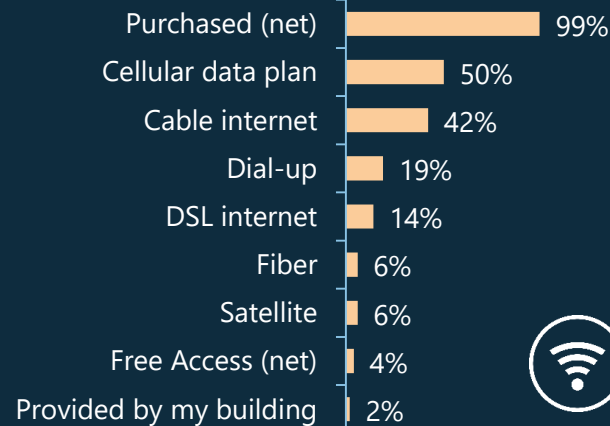 Purchased (net) 99%
Cellular data plan 50%
Cable internet 42%
Dial-up 19%
DSL internet 14%
Fiber 6%
Satellite 6%
Free Access (net) 4%
Provided by my building 2%